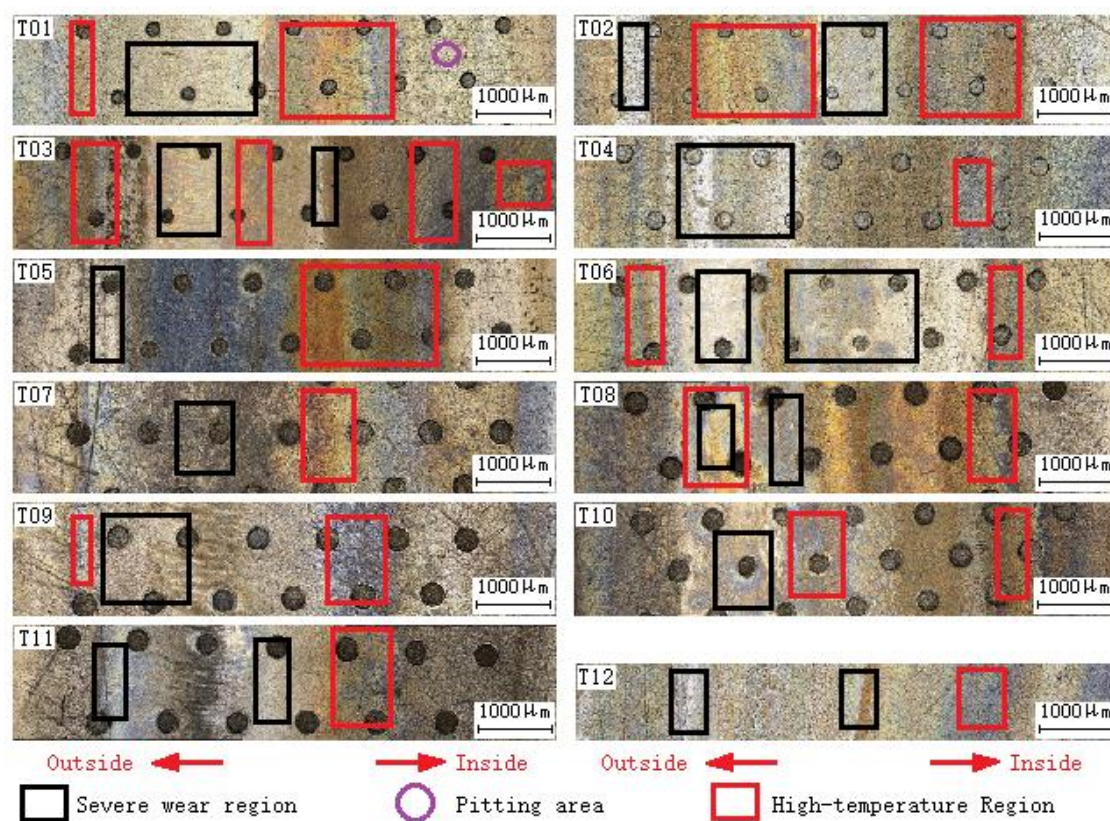 T01
1000μm
T02
1000μm
T03
1000μm
T04
1000μm
T05
1000μm
T06
1000μm
T07
1000μm
T08
1000μm
T09
1000μm
T10
1000μm
T11
1000μm
T12
1000μm
Outside
Inside
Outside
Inside
Severe wear region
Pitting area
High-temperature Region